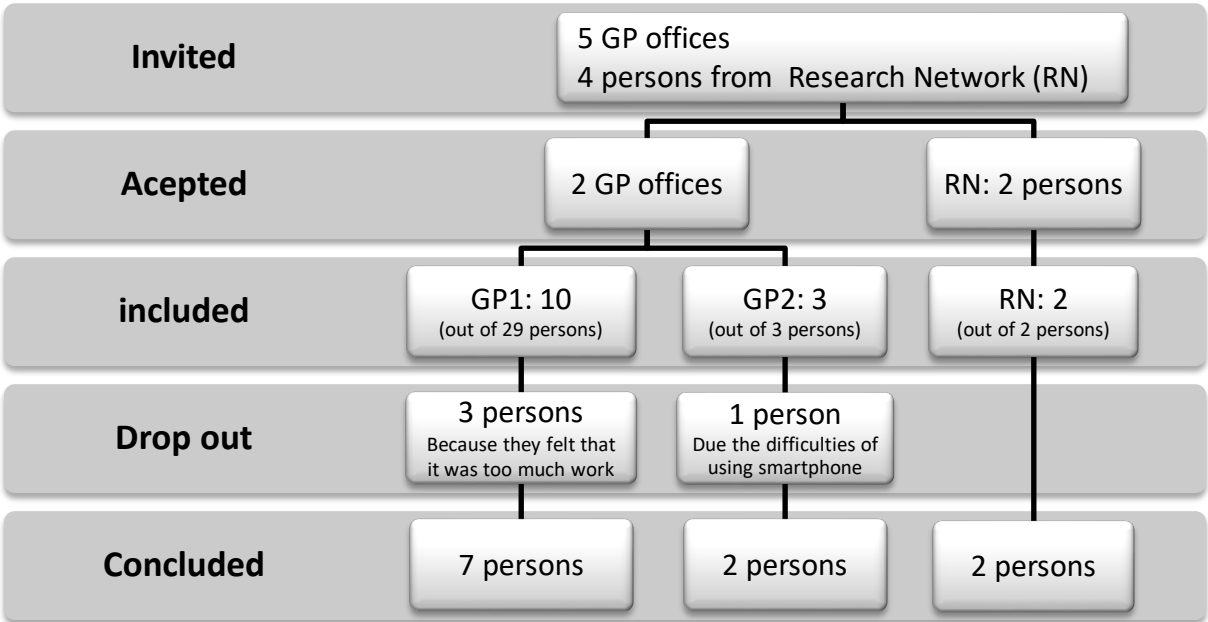 Invited
5 GP offices
4 persons from Research Network (RN)
Acepted
2 GP offices
RN: 2 persons
included
GP1: 10
(out of 29 persons)
GP2: 3
(out of 3 persons)
RN: 2
(out of 2 persons)
Drop out
3 persons
Because they felt that
it was too much work
1 person
Due the difficulties of
using smartphone
Concluded
7 persons
2 persons
2 persons